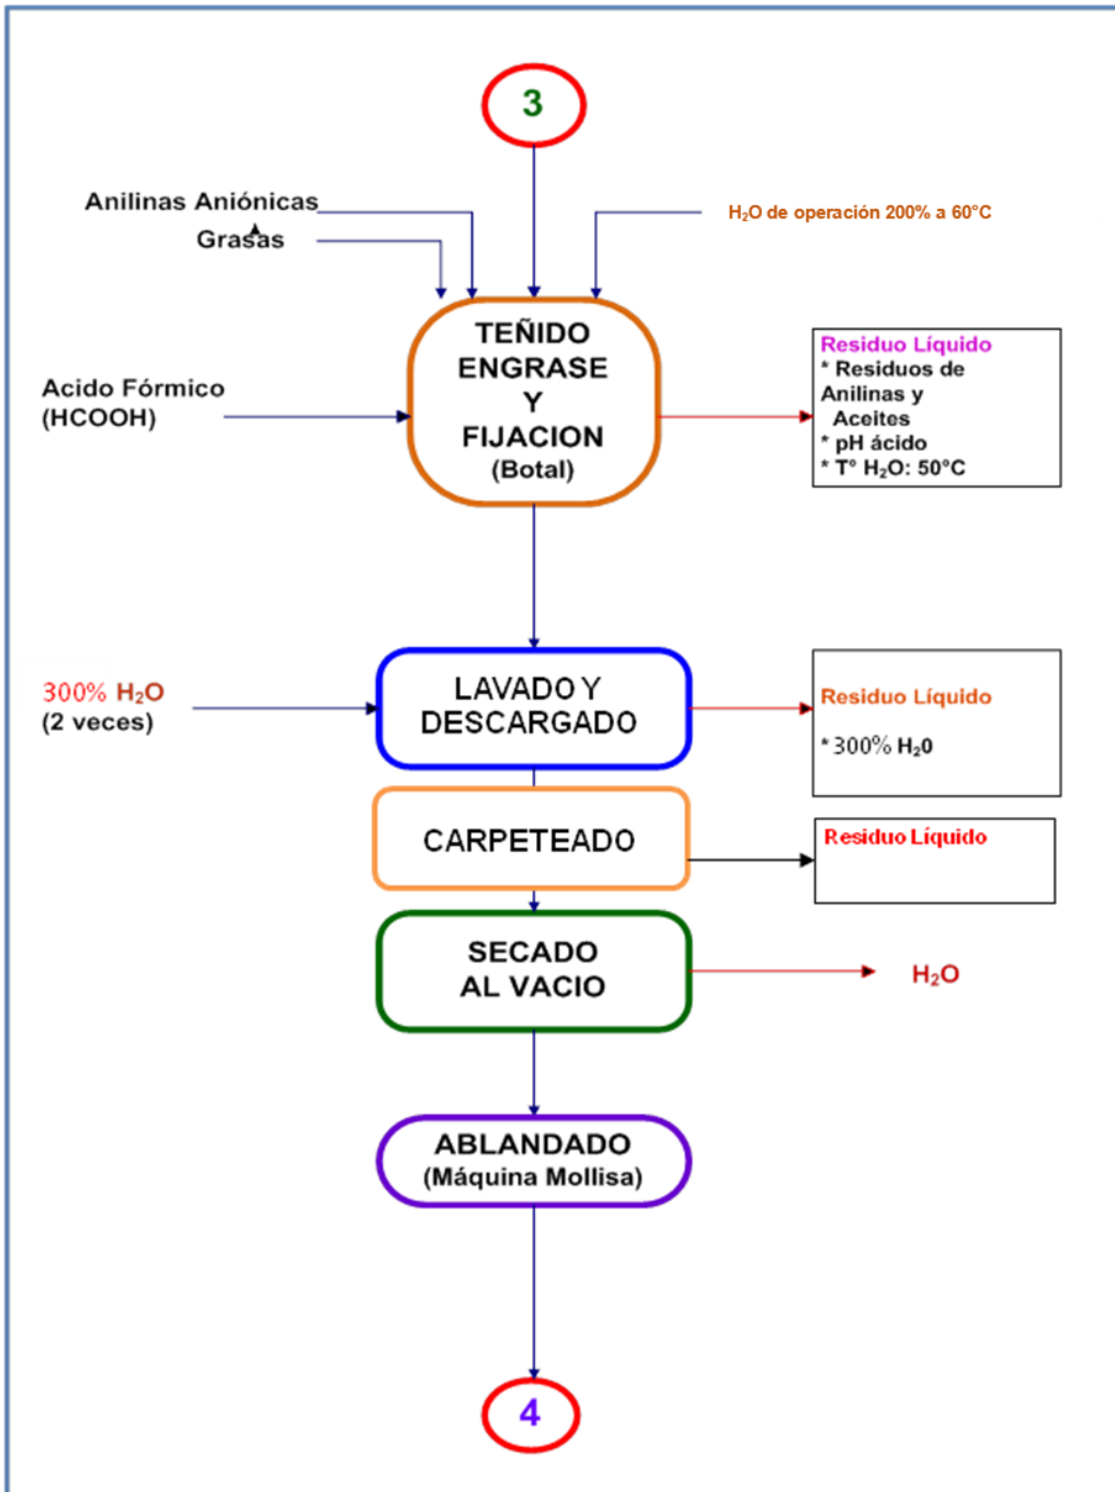 3
Anilinas Aniónicas
Grasas
H₂O de operación 200% a 60°C
TEÑIDO
ENGRASE
Y
FIJACION
(Botal)
Acido Fórmico
(HCOOH)
Residuo Líquido
* Residuos de
Anilinas y
Aceites
* pH ácido
* T° H₂O: 50°C
300% H₂O
(2 veces)
LAVADO Y
DESCARGADO
Residuo Líquido
* 300% H₂0
CARPETEADO
Residuo Líquido
SECADO
AL VACIO
H₂O
ABLANDADO
(Máquina Mollisa)
4